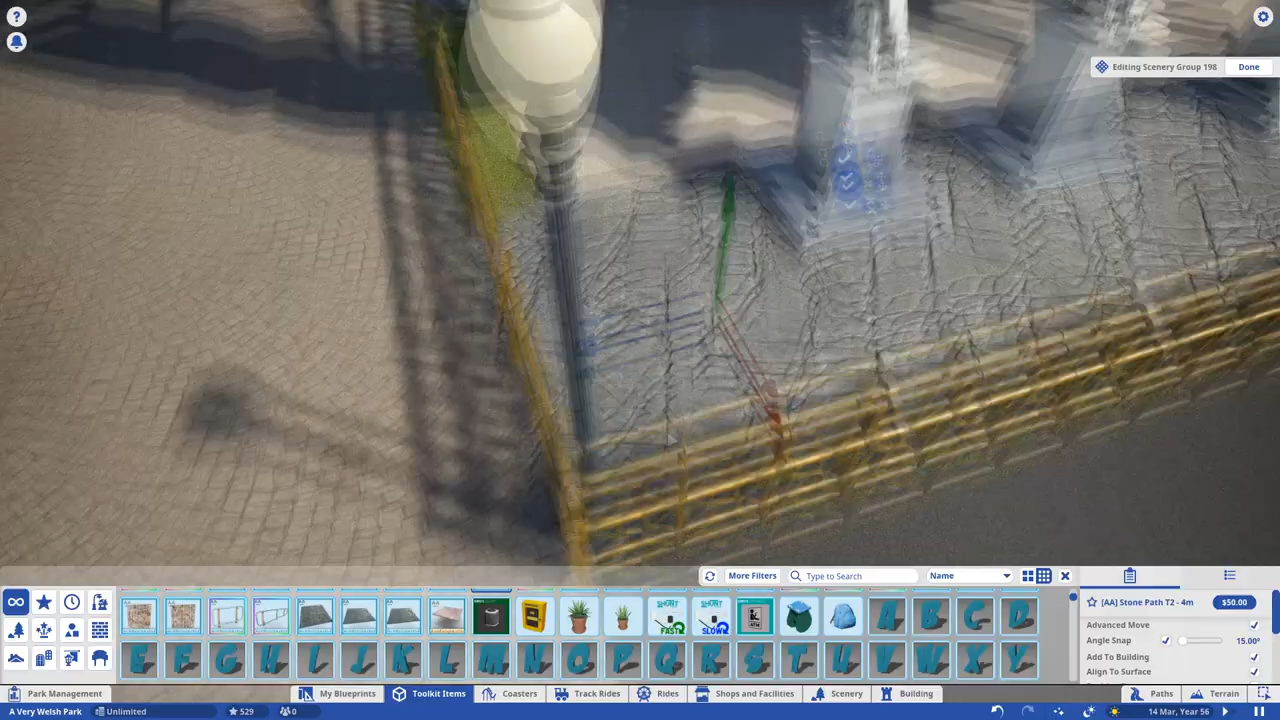 ?
Editing Scenery Group 198 Done
More Filters Type to Search Name
[AA] Stone Path T2 - 4m $50.00
Advanced Move
Angle Snap 15.00°
Add To Building
Align To Surface
SHUNT FAST SHUNT SLOW A B C D
E F G H I J K L M N O P Q R S T U V W X Y
Park Management My Blueprints Toolkit Items Coasters Track Rides Rides Shops and Facilities Scenery Building Paths Terrain
A Very Welsh Park Unlimited 529 0 14 Mar, Year 56